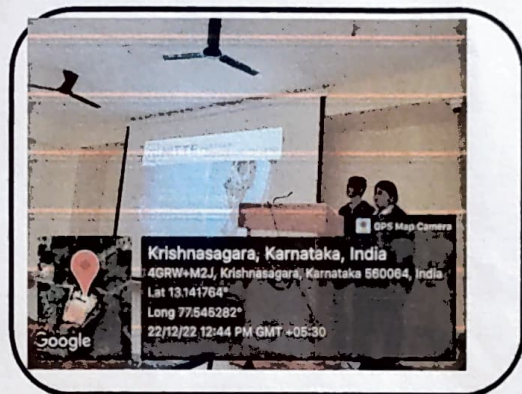 GPS Map Camera
Krishnasagara, Karnataka, India
4GRW+M2J, Krishnasagara, Karnataka 560064, India
Lat 13.141764°
Long 77.545282°
22/12/22 12:44 PM GMT +05:30
Google